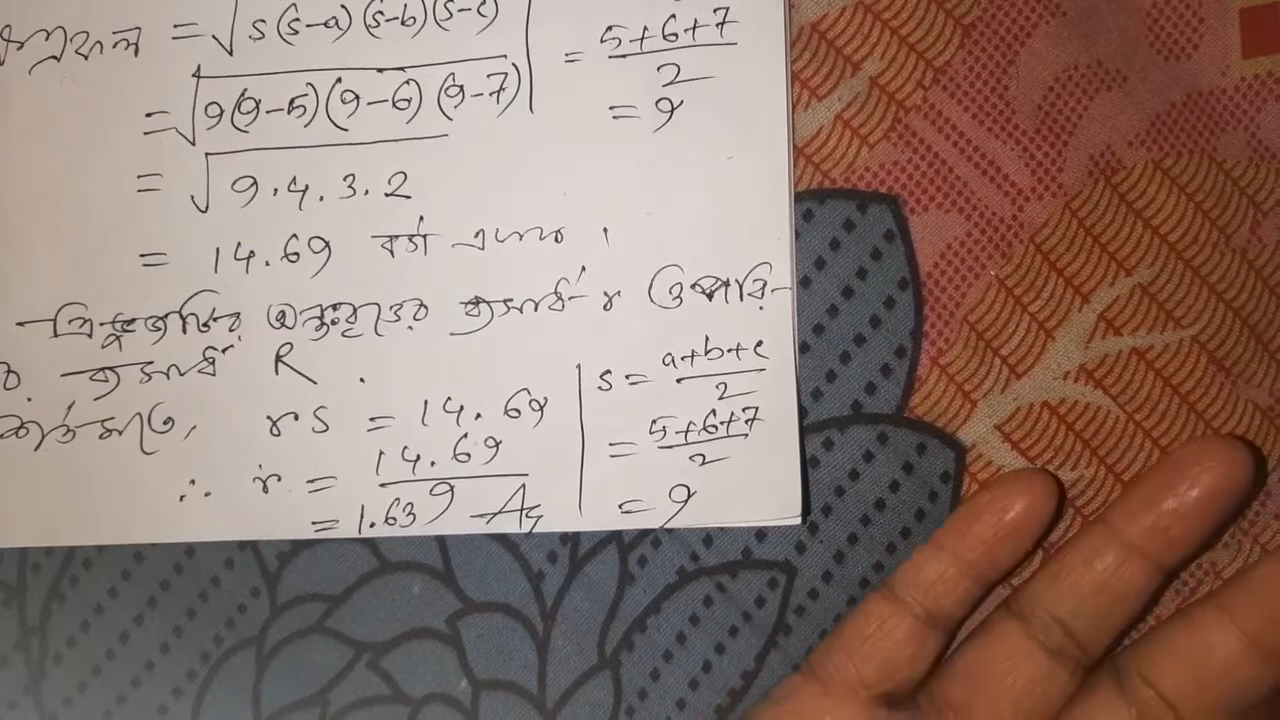 = √s(s-a)(s-b)(s-c)
= 5+6+7/2
= √9(9-5)(9-6)(9-7)
= 9
= √9.4.3.2
= 14.69 বর্গ একক ।
ত্রিভুজটির অন্তঃবৃত্তের ব্যাসার্ধ r ও পরি-
ব্যাসার্ধ R .
শর্তমতে, rs = 14.69
s = a+b+c/2
∴ r = 14.69/9
= 5+6+7/2
= 1.63 Ans
= 9